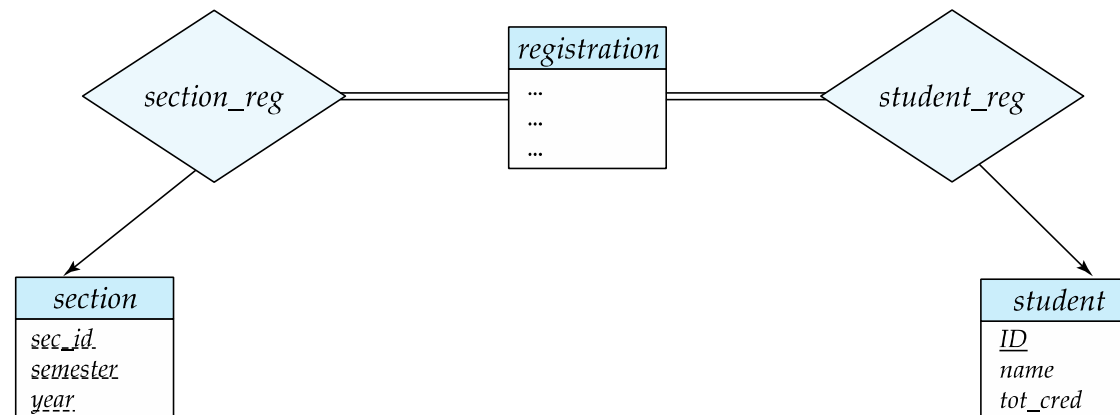 section_reg
registration
...
...
...
student_reg
section
sec_id
semester
year
student
ID
name
tot_cred